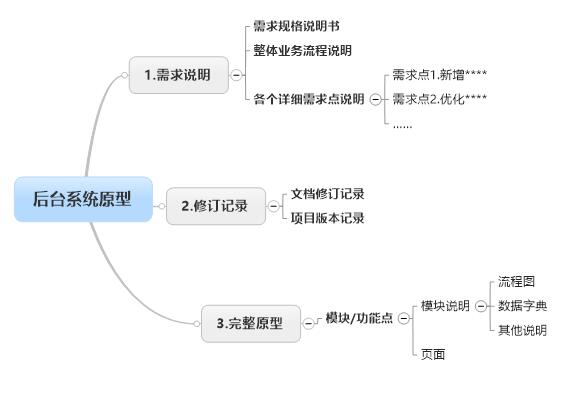 后台系统原型
1.需求说明
需求规格说明书
整体业务流程说明
各个详细需求点说明
需求点1.新增****
需求点2.优化****
……
2.修订记录
文档修订记录
项目版本记录
3.完整原型
模块/功能点
模块说明
流程图
数据字典
其他说明
页面